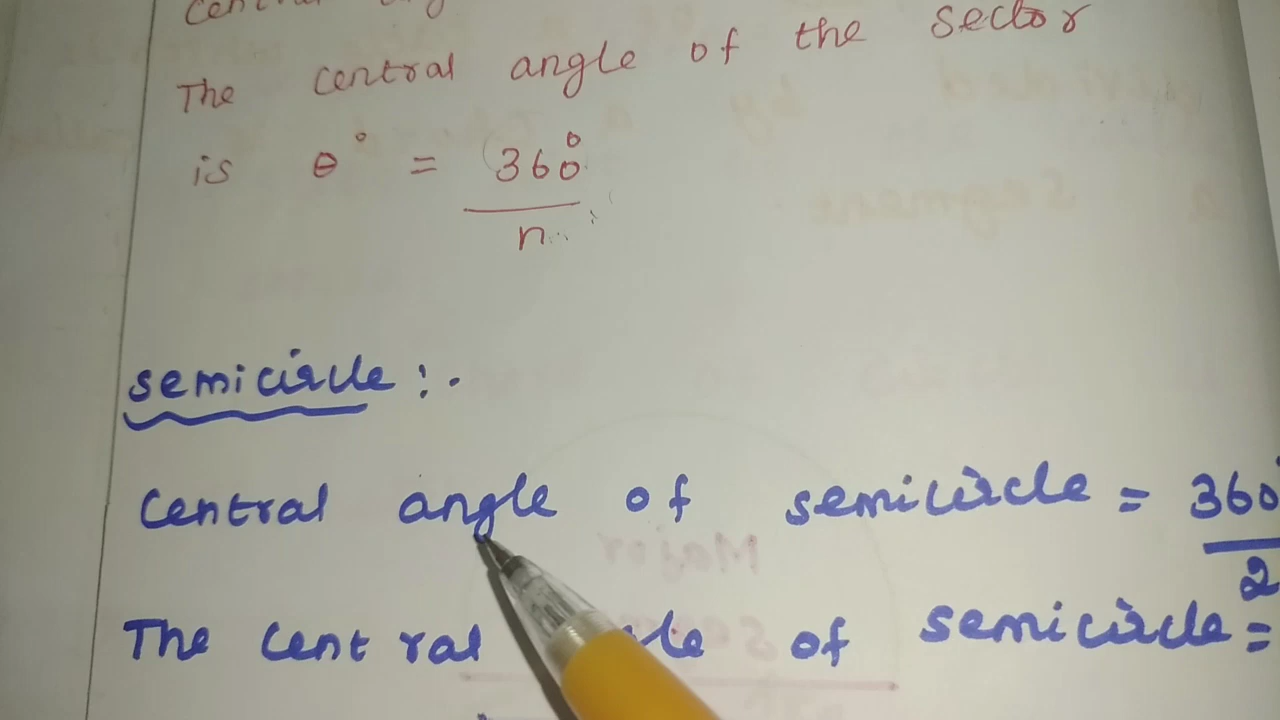 central
The central angle of the sector
is θ° = 360°
n
semicircle :.
central angle of semicircle = 360°
2
The central of semicircle =